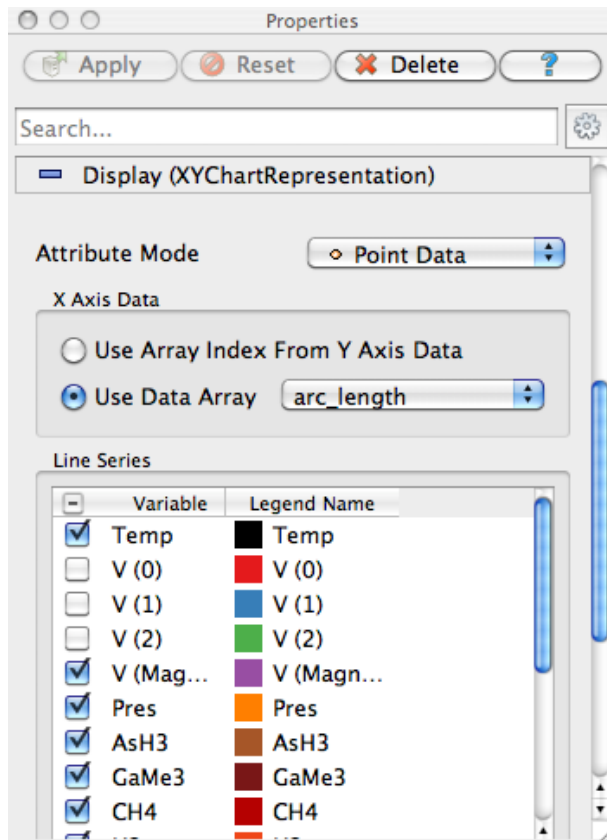 Properties
Apply Reset Delete ?
Search...
Display (XYChartRepresentation)
Attribute Mode Point Data
X Axis Data
Use Array Index From Y Axis Data
Use Data Array arc_length
Line Series
Variable Legend Name
Temp Temp
V (0) V (0)
V (1) V (1)
V (2) V (2)
V (Mag... V (Magn...
Pres Pres
AsH3 AsH3
GaMe3 GaMe3
CH4 CH4